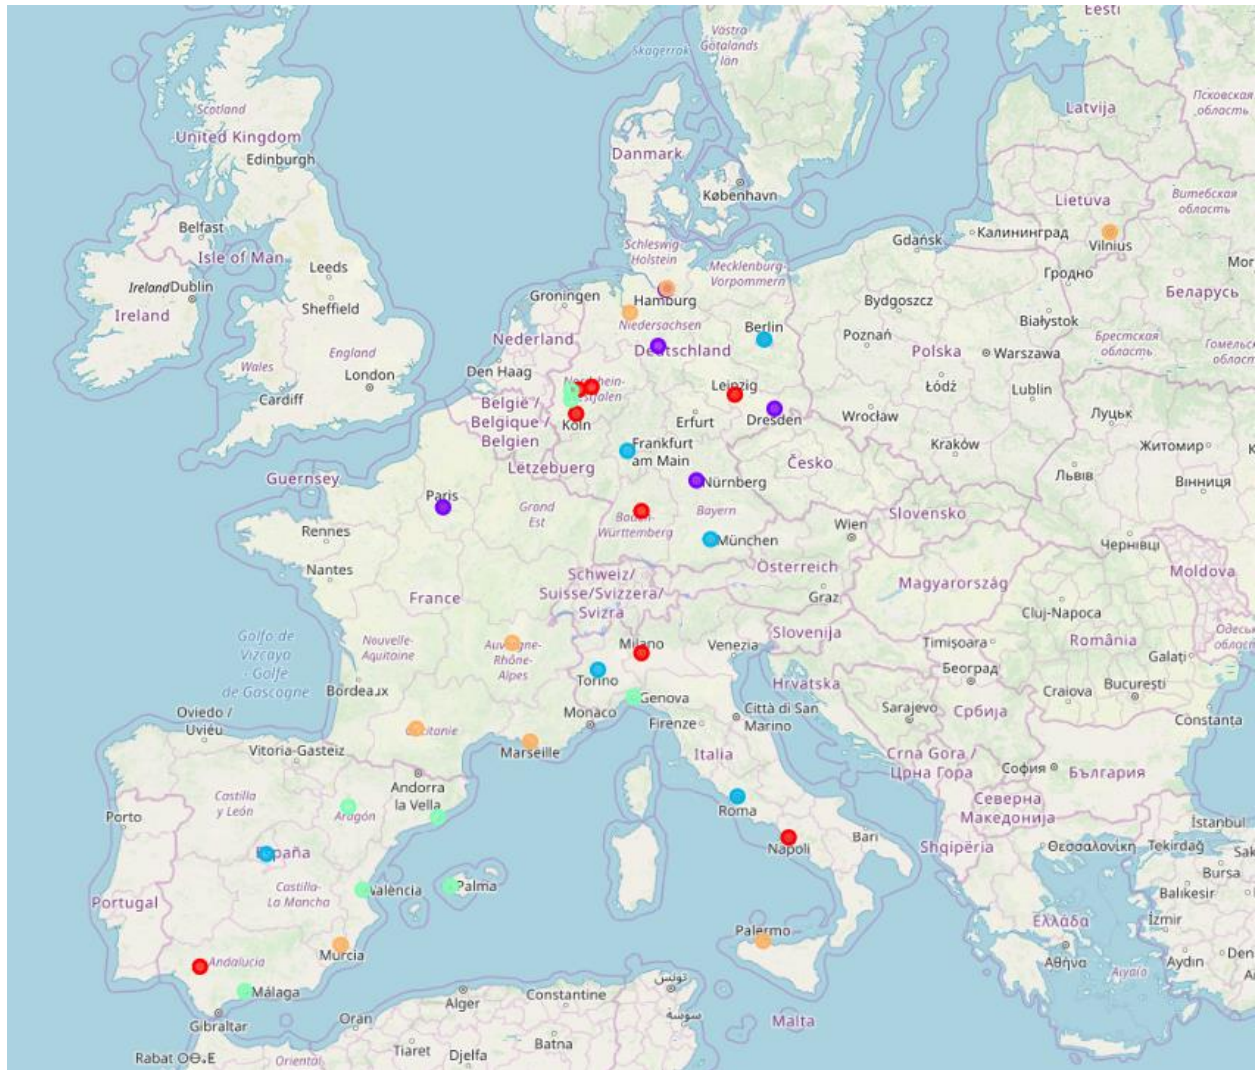 Eesti
Västra
Götalands
län
Skagerrak
Scotland
United Kingdom
Edinburgh
Latvija
Псковская
область
Danmark
København
Lietuva
Витебская
область
Belfast
Isle of Man
Leeds
Ireland
Dublin
Ireland
Sheffield
Schleswig-
Holstein
Mecklenburg-
Vorpommern
Gdańsk
Калининград
Vilnius
Гродно
Беларусь
Groningen
Hamburg
Niedersachsen
Bydgoszcz
Białystok
Nederland
Deutschland
Berlin
Poznań
Polska
Warszawa
Брестская
область
England
Wales
London
Cardiff
Den Haag
Leipzig
Łódź
Lublin
België /
Belgique /
Belgien
Köln
Erfurt
Dresden
Wrocław
Луцьк
Kraków
Житомир
Frankfurt
am Main
Česko
Львів
Вінниця
Guernsey
Lëtzebuerg
Nürnberg
Paris
Grand
Est
Baden-
Württemberg
Bayern
Slovensko
Rennes
München
Wien
Чернівці
Nantes
Schweiz/
Suisse/Svizzera/
Svizra
Österreich
Magyarország
Moldova
France
Graz
Cluj-Napoca
Golfo de
Vizcaya
- Golfe
de Gascogne
Nouvelle-
Aquitaine
Auvergne-
Rhône-
Alpes
Milano
Venezia
Slovenija
Timișoara
România
Galați
Bordeaux
Torino
Hrvatska
Београд
Craiova
București
Genova
Monaco
Firenze
Città di San
Marino
Sarajevo
Србија
Constanța
Oviedo /
Uviéu
Vitoria-Gasteiz
Occitanie
Marseille
Italia
Crna Gora /
Црна Гора
София
България
Andorra
la Vella
Castilla
y León
Aragón
Porto
Roma
Северна
Македонија
İstanbul
Napoli
Bari
Shqipëria
Θεσσαλονίκη
Tekirdağ
España
Castilla-
La Mancha
València
Palma
Bursa
Balıkesir
Portugal
Ελλάδα
İzmir
Palermo
Murcia
Andalucía
Αθήνα
Αιγαίο
Aydın
Málaga
Alger
Constantine
تونس
سوسة
Gibraltar
Oran
Malta
Batna
Tiaret
Djelfa
Rabat ⵔⴱⴰⵟ
Oriental